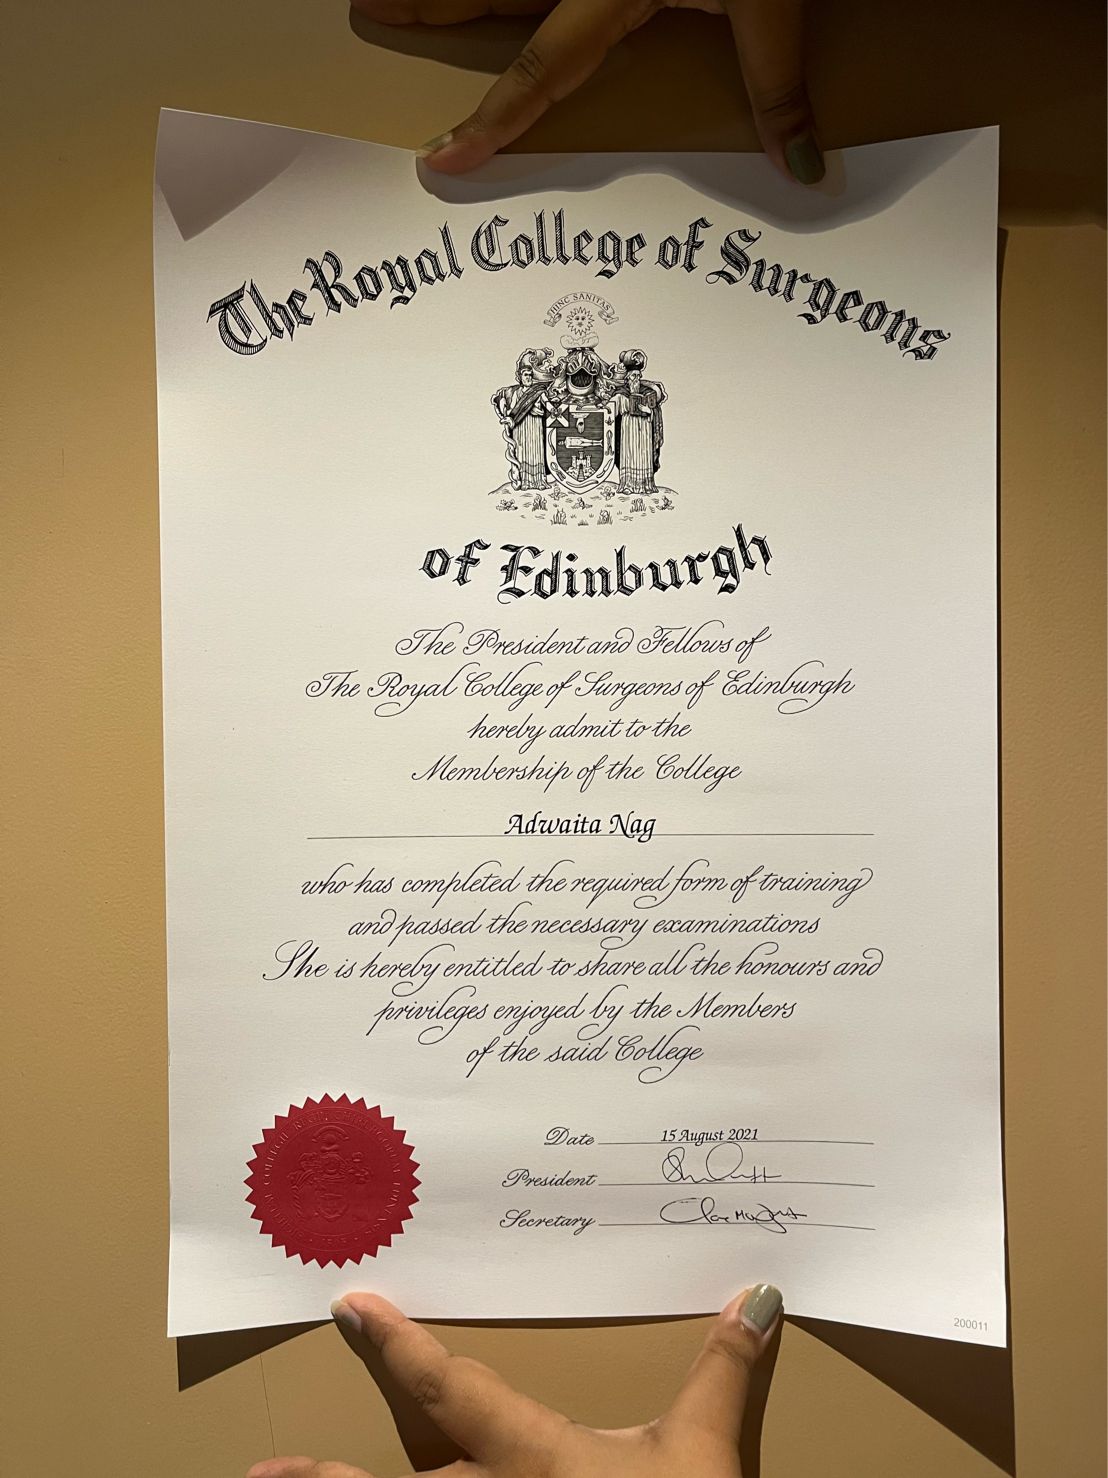 The Royal College of Surgeons
HINC SANITAS
of Edinburgh
The President and Fellows of
The Royal College of Surgeons of Edinburgh
hereby admit to the
Membership of the College
Adwaita Nag
who has completed the required form of training
and passed the necessary examinations
She is hereby entitled to share all the honours and
privileges enjoyed by the Members
of the said College
Date 15 August 2021
President
Secretary
200011